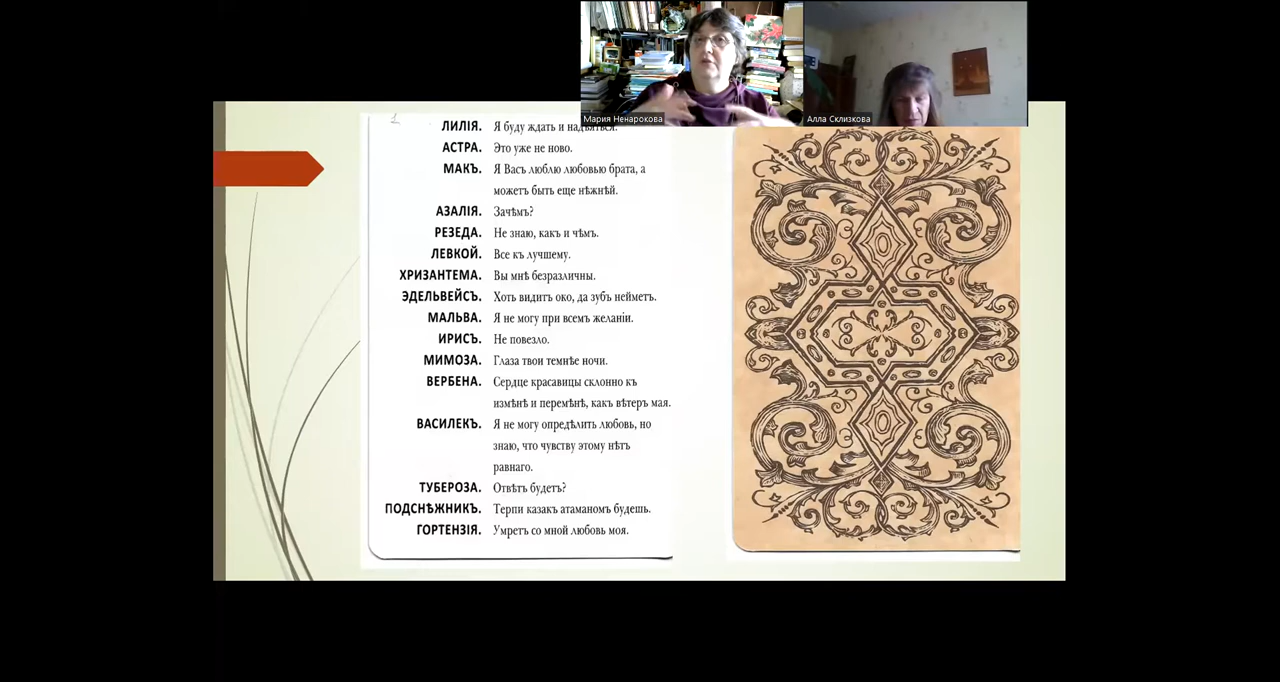 Мария Ненарокова
Алла Склизкова
1
ЛИЛІЯ. Я буду ждать и надѣяться.
АСТРА. Это уже не ново.
МАКЪ. Я Васъ люблю любовью брата, а
можетъ быть еще нѣжнѣй.
АЗАЛІЯ. Зачѣмъ?
РЕЗЕДА. Не знаю, какъ и чѣмъ.
ЛЕВКОЙ. Все къ лучшему.
ХРИЗАНТЕМА. Вы мнѣ безразличны.
ЭДЕЛЬВЕЙСЪ. Хоть видитъ око, да зубъ нейметъ.
МАЛЬВА. Я не могу при всемъ желаніи.
ИРИСЪ. Не повезло.
МИМОЗА. Глаза твои темнѣе ночи.
ВЕРБЕНА. Сердце красавицы склонно къ
измѣнѣ и перемѣнѣ, какъ вѣтеръ мая.
ВАСИЛЕКЪ. Я не могу опредѣлить любовь, но
знаю, что чувству этому нѣтъ
равнаго.
ТУБЕРОЗА. Отвѣтъ будетъ?
ПОДСНѢЖНИКЪ. Терпи казакъ атаманомъ будешь.
ГОРТЕНЗІЯ. Умретъ со мной любовь моя.